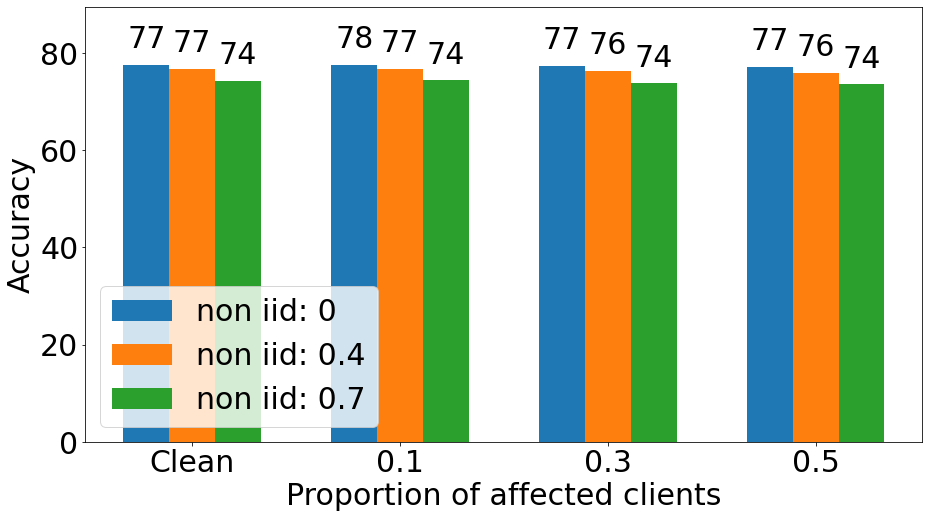 77 77 74 78 77 74 77 76 74 77 76 74
80
60
40
20
0
Accuracy
non iid: 0
non iid: 0.4
non iid: 0.7
Clean 0.1 0.3 0.5
Proportion of affected clients